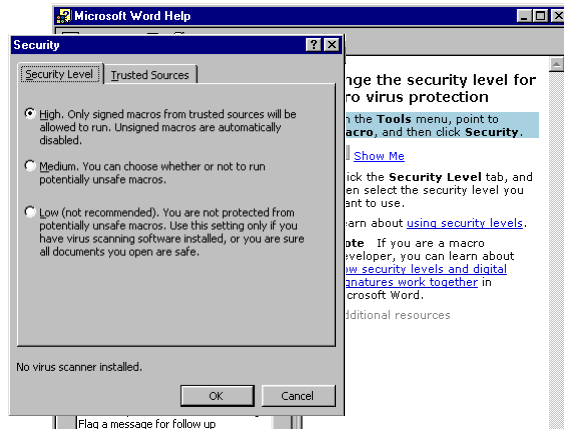 Microsoft Word Help
Security
Security Level
Trusted Sources
High. Only signed macros from trusted sources will be
allowed to run. Unsigned macros are automatically
disabled.
Medium. You can choose whether or not to run
potentially unsafe macros.
Low (not recommended). You are not protected from
potentially unsafe macros. Use this setting only if you
have virus scanning software installed, or you are sure
all documents you open are safe.
No virus scanner installed.
OK
Cancel
nge the security level for
ro virus protection
the Tools menu, point to
acro, and then click Security.
Show Me
ick the Security Level tab, and
en select the security level you
ant to use.
earn about using security levels.
ote If you are a macro
eveloper, you can learn about
ow security levels and digital
gnatures work together in
crosoft Word.
dditional resources
Flag a message for follow up